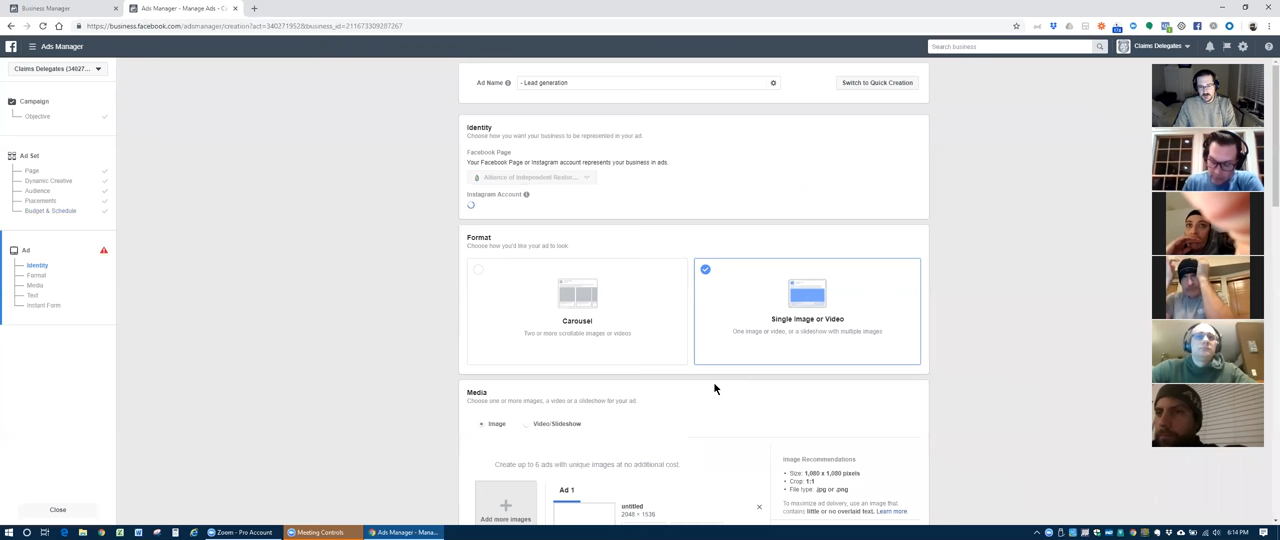 Business Manager
Ads Manager - Manage Ads - C
https://business.facebook.com/adsmanager/creation?act=340271952&business_id=211673309287267
Ads Manager
Search business
Claims Delegates
Claims Delegates (34027...
Ad Name
- Lead generation
Switch to Quick Creation
Campaign
Objective
Ad Set
Page
Dynamic Creative
Audience
Placements
Budget & Schedule
Ad
Identity
Format
Media
Text
Instant Form
Close
Identity
Choose how you want your business to be represented in your ad.
Facebook Page
Your Facebook Page or Instagram account represents your business in ads.
Alliance of Independent Restor...
Instagram Account
Format
Choose how you'd like your ad to look.
Carousel
Two or more scrollable images or videos
Single Image or Video
One image or video, or a slideshow with multiple images
Media
Choose one or more images, a video or a slideshow for your ad.
Image
Video/Slideshow
Create up to 6 ads with unique images at no additional cost.
Add more images
Ad 1
untitled
2048 × 1536
Image Recommendations
• Size: 1,080 x 1,080 pixels
• Crop: 1:1
• File type: .jpg or .png
To maximize ad delivery, use an image that
contains little or no overlaid text. Learn more.
Zoom - Pro Account
Meeting Controls
Ads Manager - Mana...
6:14 PM